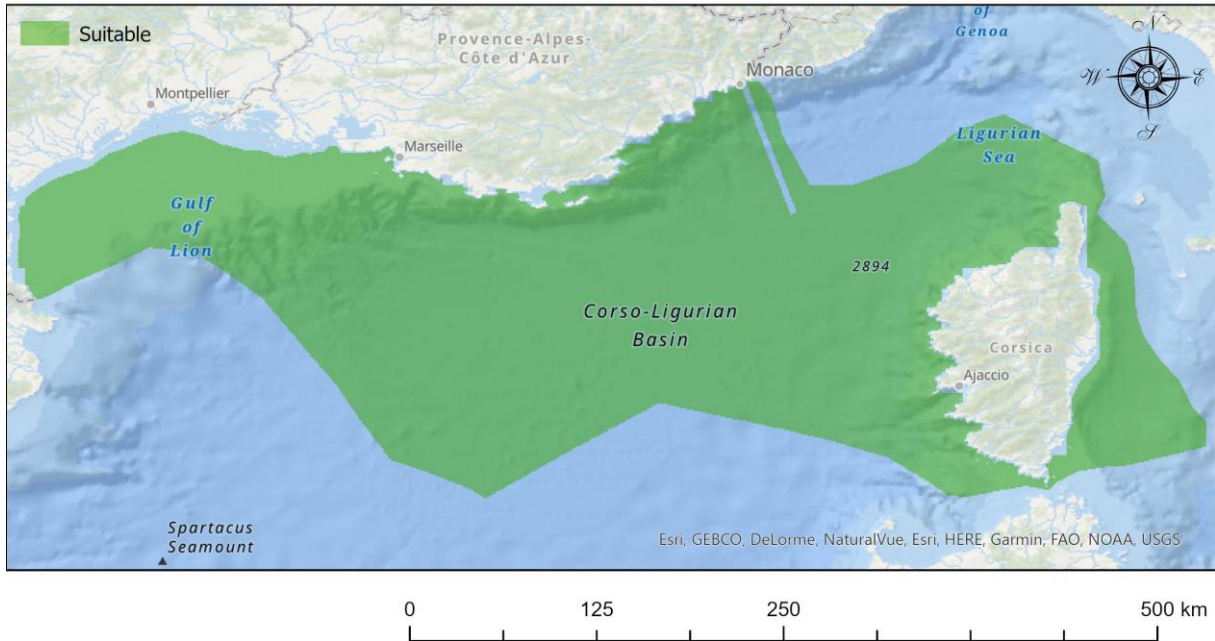 Suitable
of
Genoa
N
W
E
S
Provence-Alpes-
Côte d'Azur
Monaco
Montpellier
Marseille
Ligurian
Sea
Gulf
of
Lion
2894
Corso-Ligurian
Basin
Corsica
Ajaccio
Spartacus
Seamount
Esri, GEBCO, DeLorme, NaturalVue, Esri, HERE, Garmin, FAO, NOAA, USGS
0 125 250 500 km